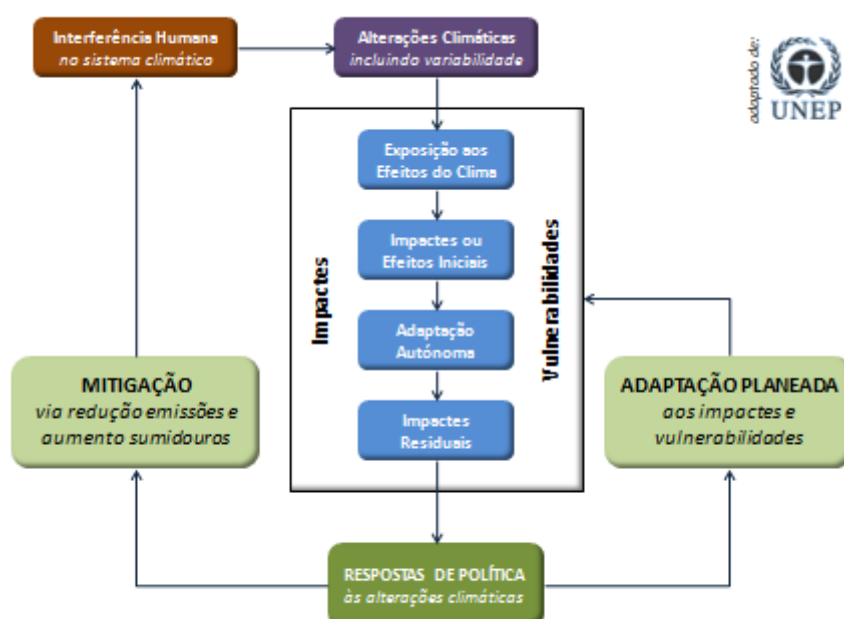 Interferência Humana
no sistema climático
Alterações Climáticas
incluindo variabilidade
adaptado de:
UNEP
Exposição aos
Efeitos do Clima
Impactes ou
Efeitos Iniciais
Impactes
Vulnerabilidades
Adaptação
Autónoma
Impactes
Residuais
MITIGAÇÃO
via redução emissões e
aumento sumidouros
ADAPTAÇÃO PLANEADA
aos impactes e
vulnerabilidades
RESPOSTAS DE POLÍTICA
às alterações climáticas